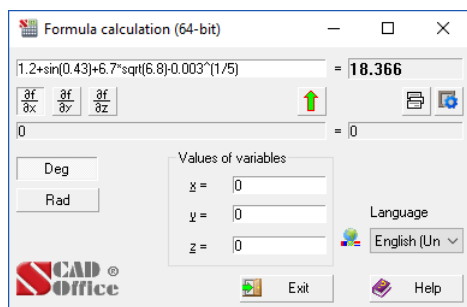 Formula calculation (64-bit)
1.2+sin(0.43)+6.7*sqrt(6.8)-0.003^(1/5) = 18.366
∂f/∂x ∂f/∂y ∂f/∂z
0 = 0
Deg
Rad
Values of variables
x = 0
y = 0
z = 0
Language
English (Un
SCAD ®
Office
Exit
Help